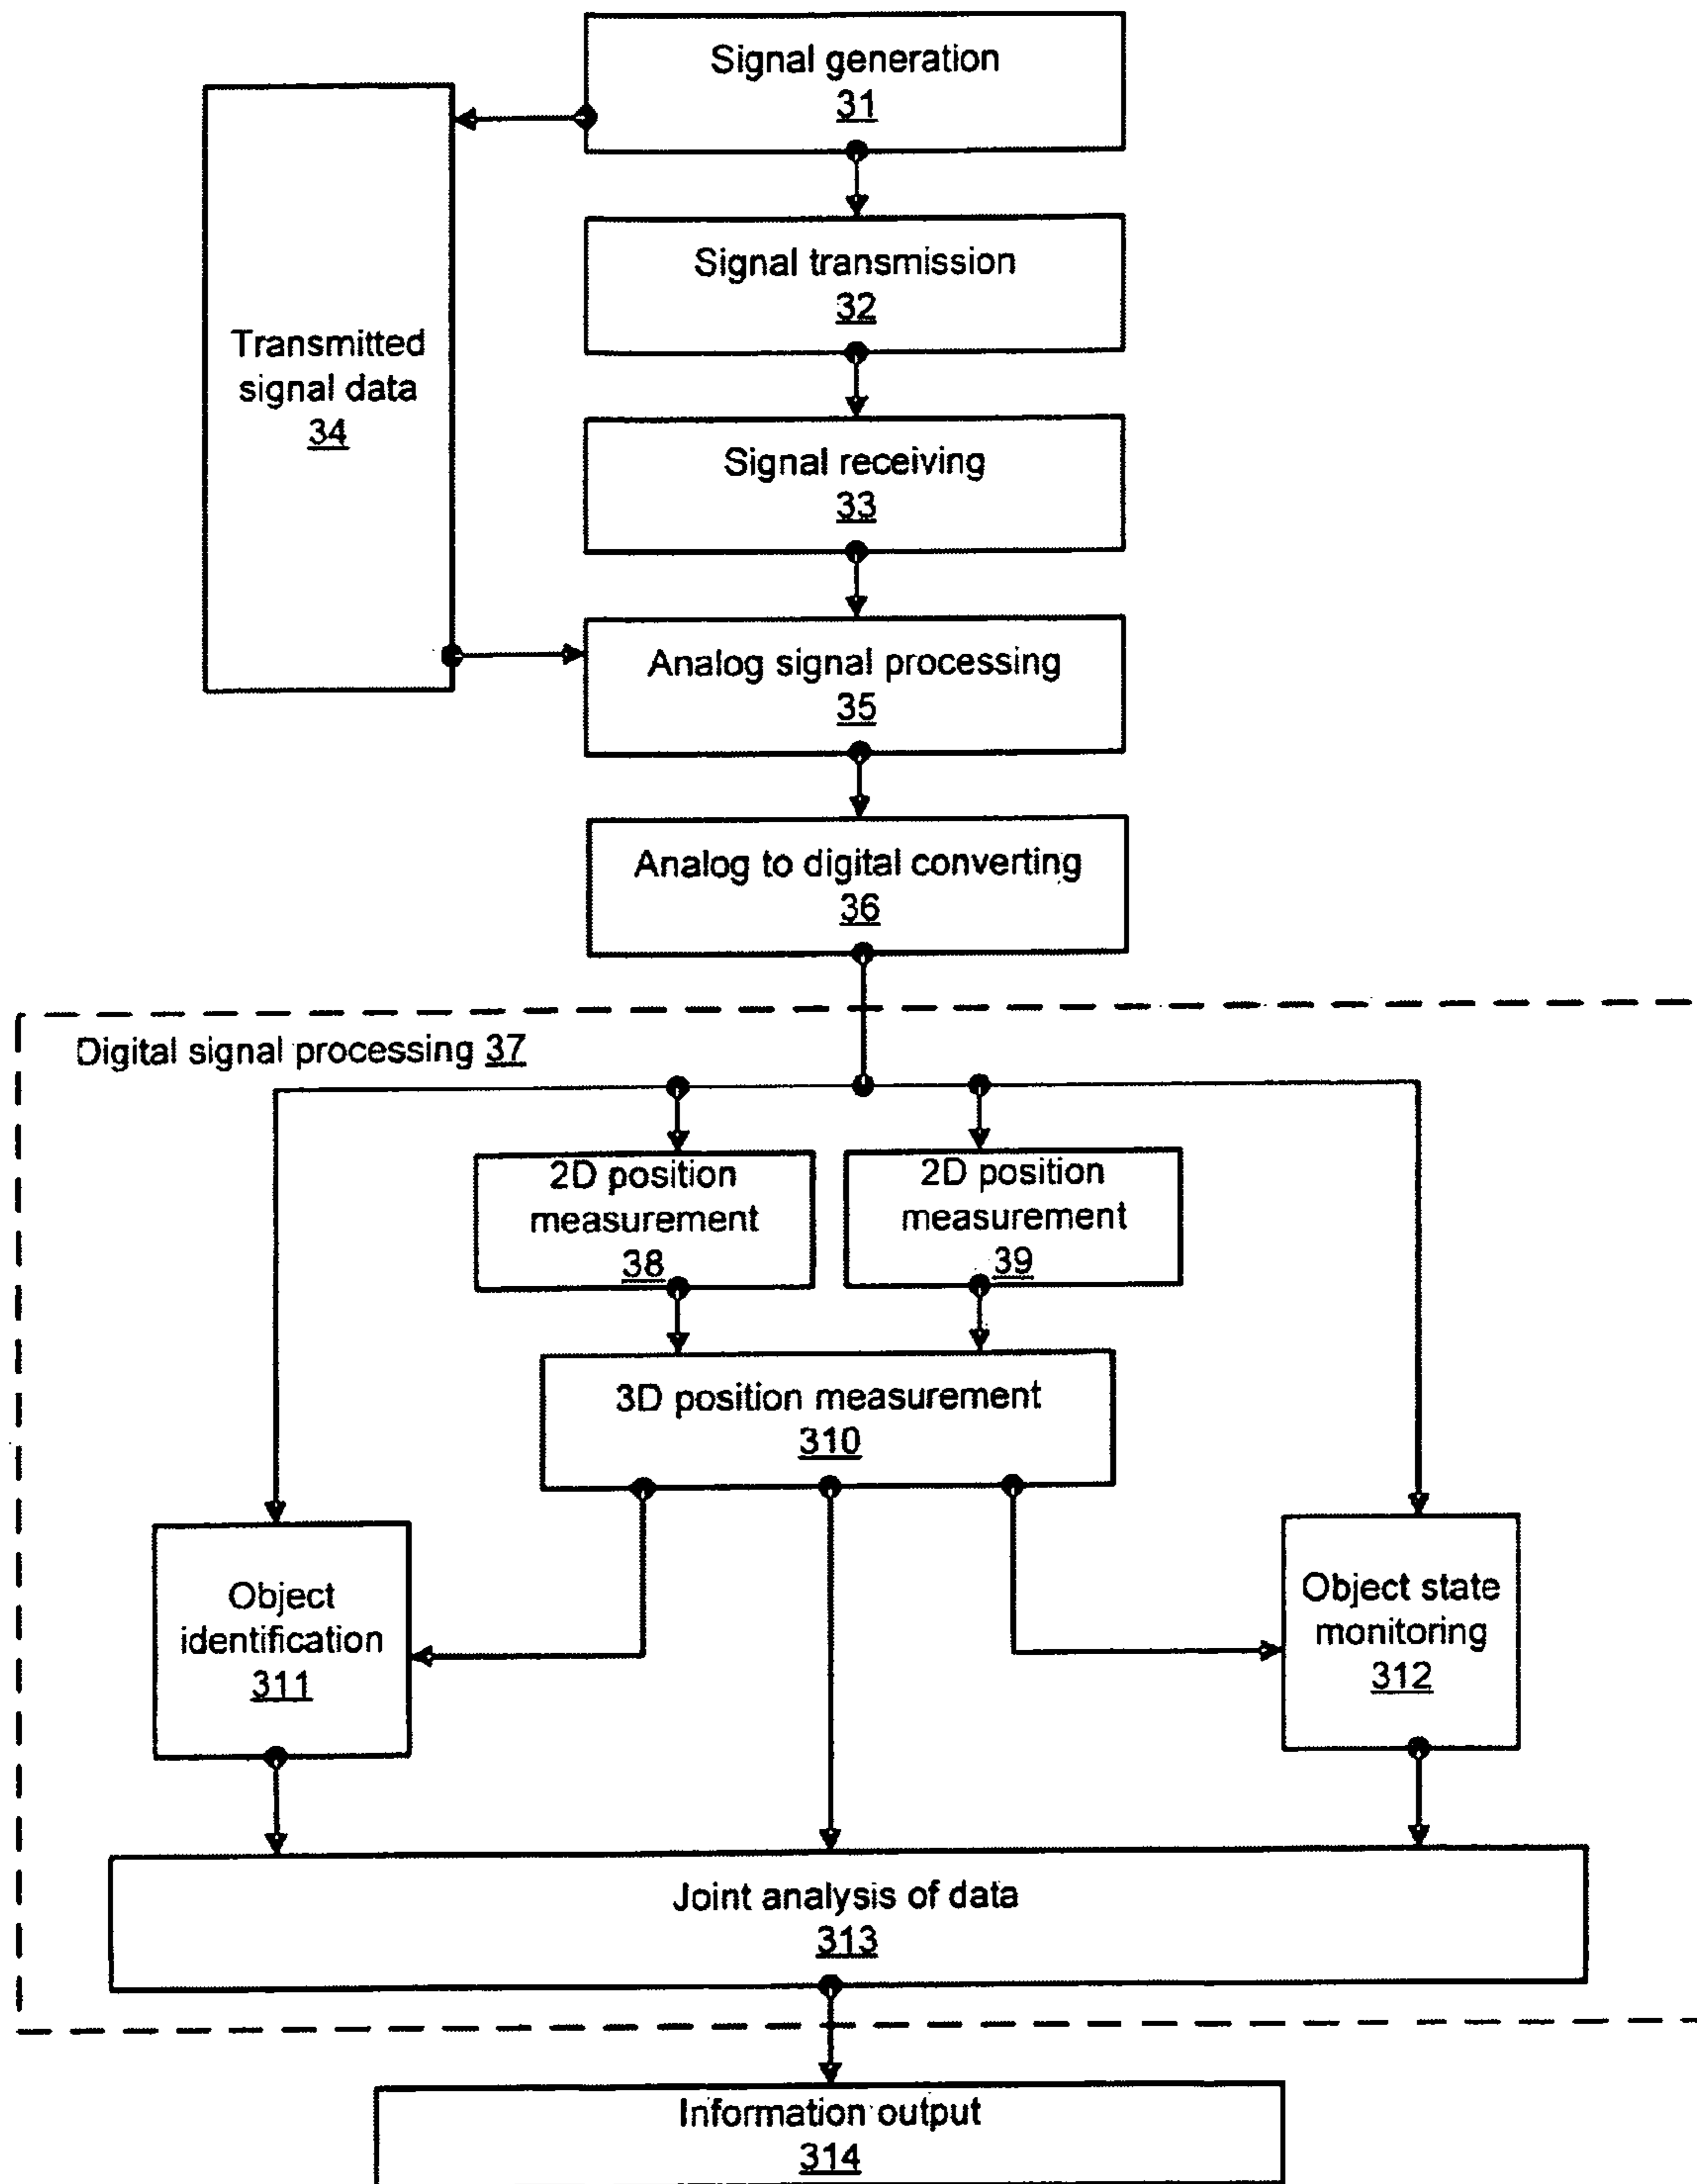 Signal generation
31
Signal transmission
32
Transmitted
signal data
34
Signal receiving
33
Analog signal processing
35
Analog to digital converting
36
Digital signal processing 37
2D position
measurement
38
2D position
measurement
39
3D position measurement
310
Object
identification
311
Object state
monitoring
312
Joint analysis of data
313
Information output
314